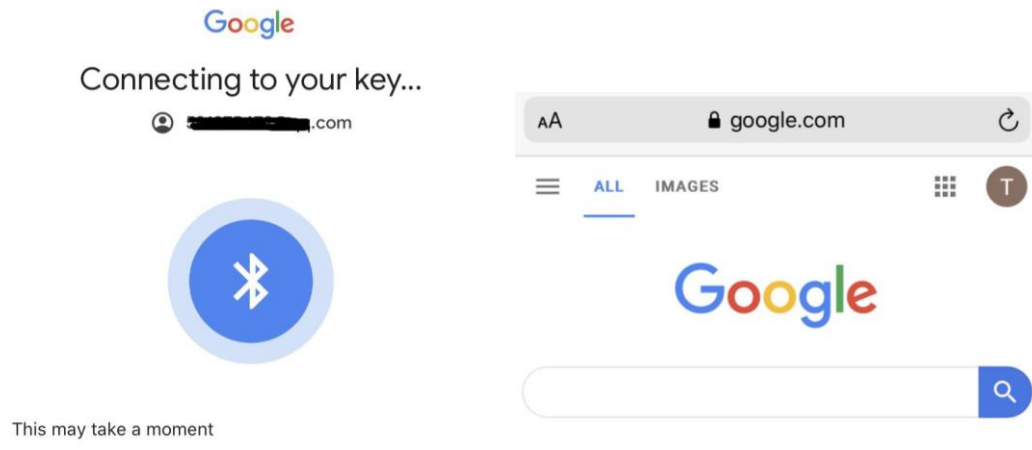 Google
Connecting to your key...
.com
This may take a moment
AA google.com
ALL IMAGES
T
Google